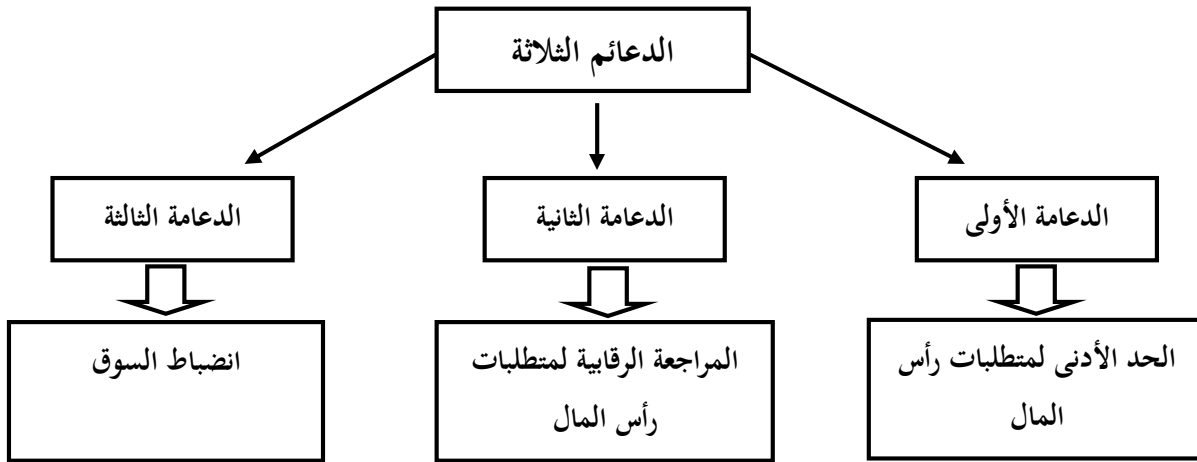 الدعائم الثلاثة
الدعامة الأولى
الدعامة الثانية
الدعامة الثالثة
الحد الأدنى لمتطلبات رأس
المال
المراجعة الرقابية لمتطلبات
رأس المال
انضباط السوق